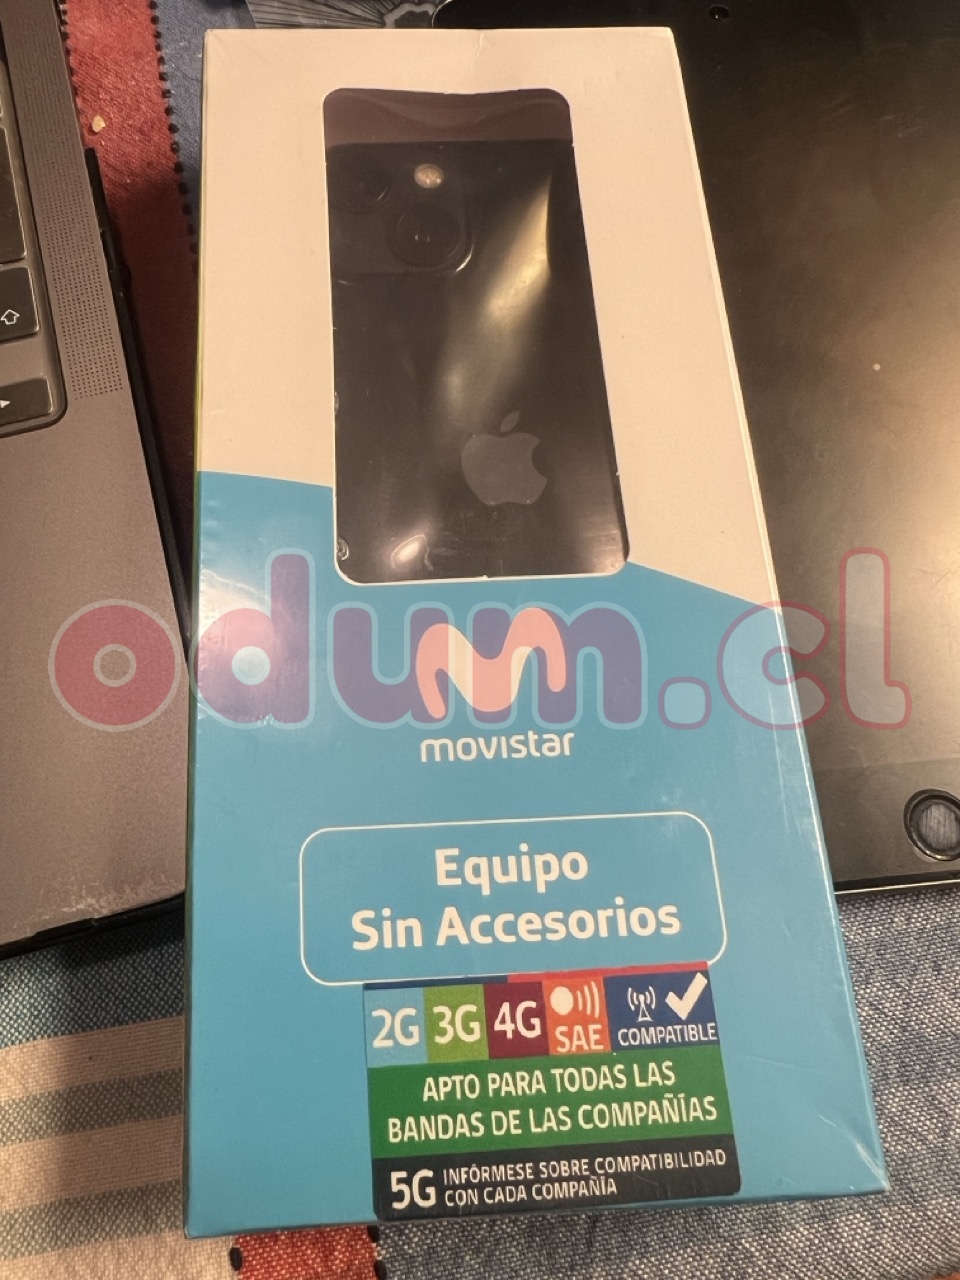 odum.cl
movistar
Equipo
Sin Accesorios
2G 3G 4G SAE COMPATIBLE
APTO PARA TODAS LAS
BANDAS DE LAS COMPAÑÍAS
5G INFÓRMESE SOBRE COMPATIBILIDAD
CON CADA COMPAÑÍA